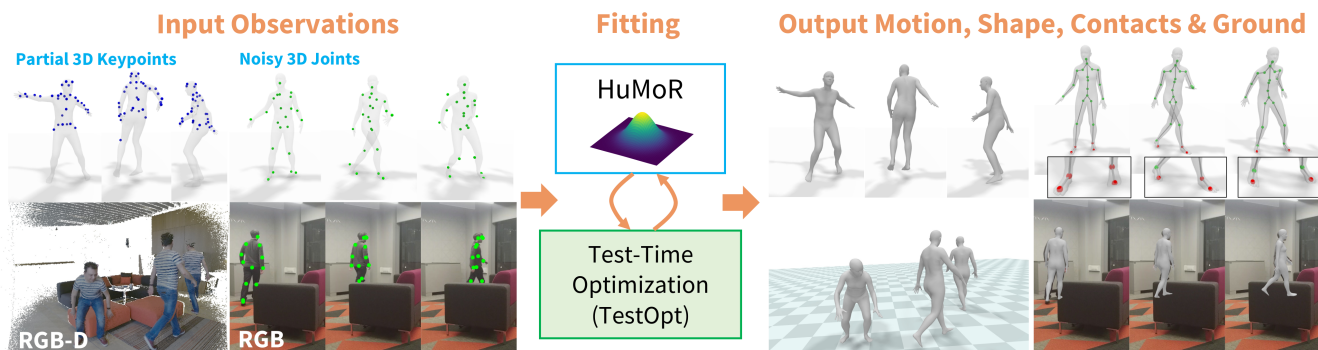 Input Observations
Fitting
Output Motion, Shape, Contacts & Ground
Partial 3D Keypoints
Noisy 3D Joints
HuMoR
Test-Time
Optimization
(TestOpt)
RGB-D
RGB